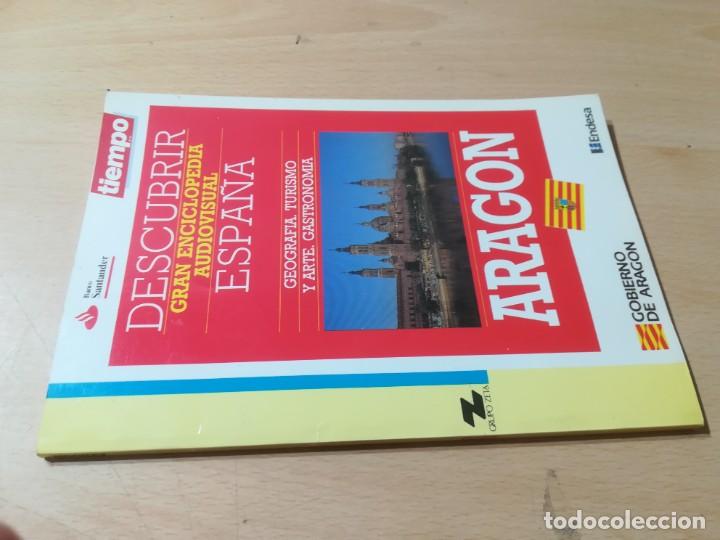 tiempo
Banco
Santander
DESCUBRIR
GRAN ENCICLOPEDIA
AUDIOVISUAL
ESPAÑA
GEOGRAFIA. TURISMO
Y ARTE. GASTRONOMIA
ARAGON
Endesa
GOBIERNO
DE ARAGON
GRUPO ZETA
todocoleccion